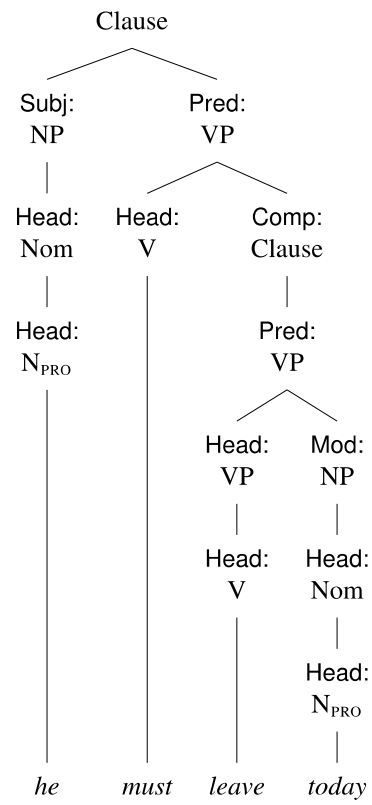 Clause
Subj: Pred:
NP VP
Head: Head: Comp:
Nom V Clause
Head: Pred:
NPRO VP
Head: Mod:
VP NP
Head: Head:
V Nom
Head:
NPRO
he must leave today